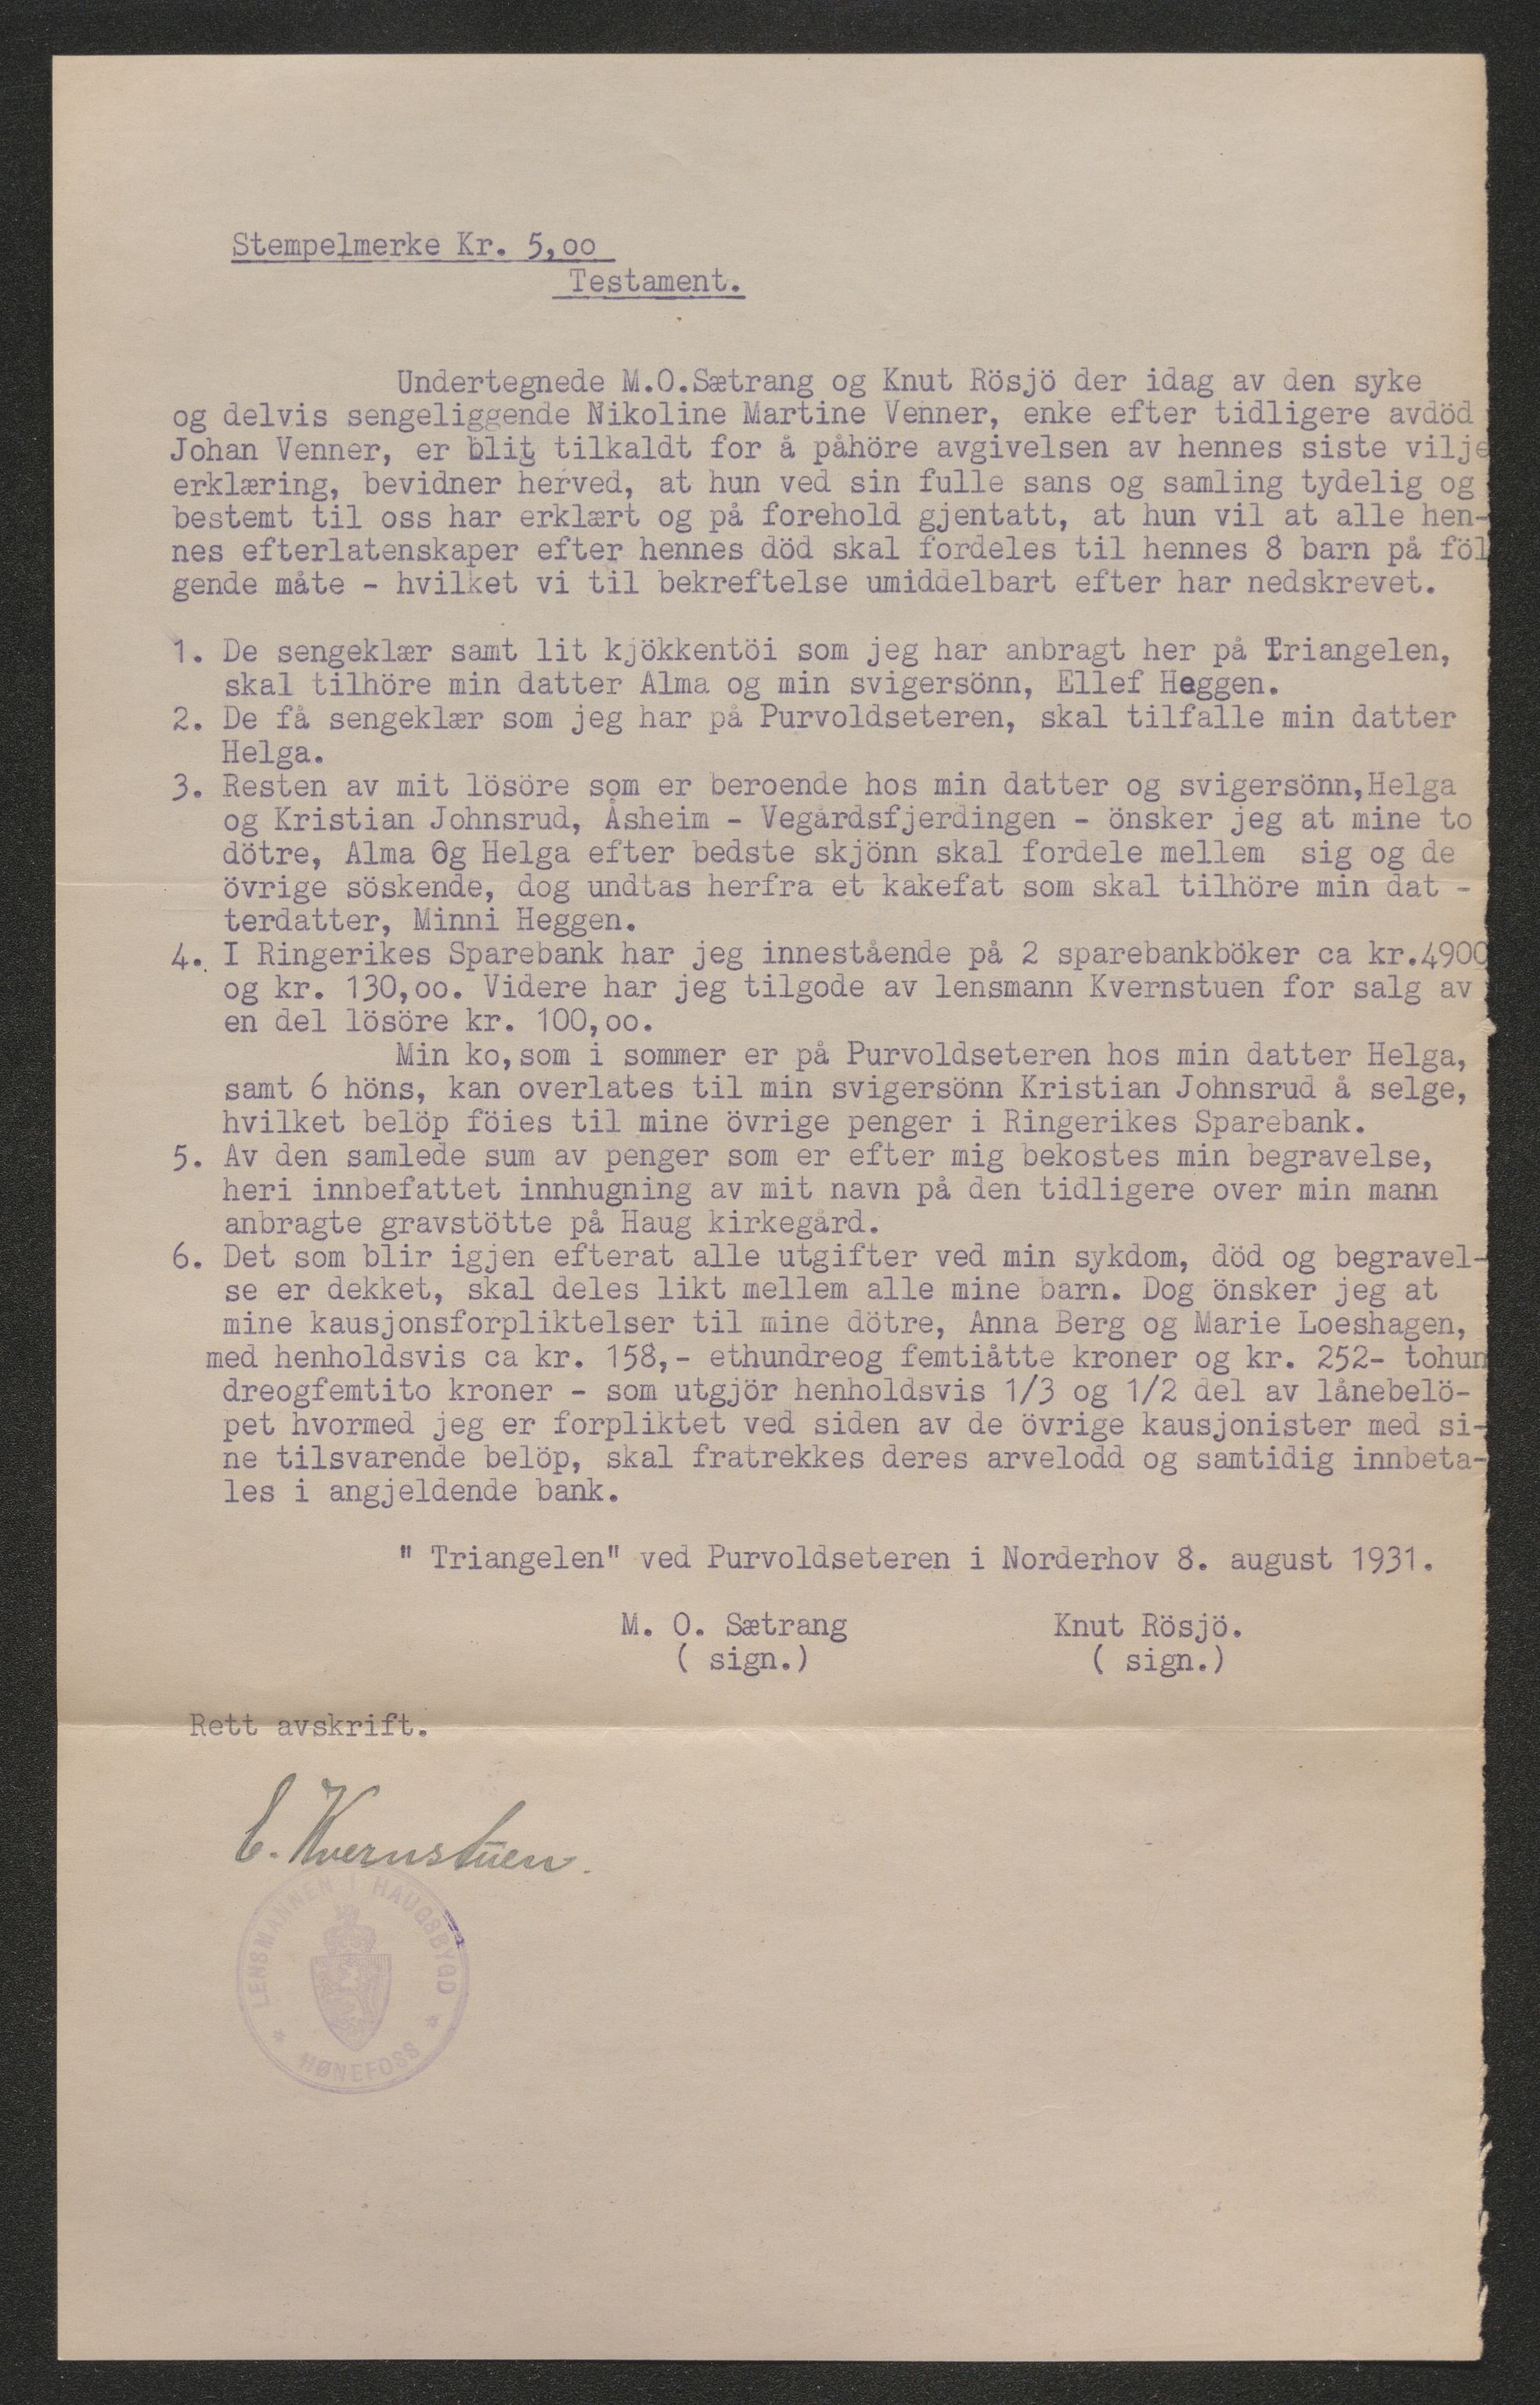 Stempelmerke Kr. 5,oo
Testament.
Undertegnede M.O.Sætrang og Knut Rösjö der idag av den syke
og delvis sengeliggende Nikoline Martine Venner, enke efter tidligere avdöd
Johan Venner, er blit tilkaldt for å påhöre avgivelsen av hennes siste vilje
erklæring, bevidner herved, at hun ved sin fulle sans og samling tydelig og
bestemt til oss har erklært og på forehold gjentatt, at hun vil at alle hen-
nes efterlatenskaper efter hennes död skal fordeles til hennes 8 barn på föl
gende måte - hvilket vi til bekreftelse umiddelbart efter har nedskrevet.
1. De sengeklær samt lit kjökkentöi som jeg har anbragt her på Triangelen,
skal tilhöre min datter Alma og min svigersönn, Ellef Heggen.
2. De få sengeklær som jeg har på Purvoldseteren, skal tilfalle min datter
Helga.
3. Resten av mit lösöre som er beroende hos min datter og svigersönn,Helga
og Kristian Johnsrud, Åsheim - Vegårdsfjerdingen - önsker jeg at mine to
dötre, Alma Og Helga efter bedste skjönn skal fordele mellem sig og de
övrige söskende, dog undtas herfra et kakefat som skal tilhöre min dat -
terdatter, Minni Heggen.
4. I Ringerikes Sparebank har jeg innestående på 2 sparebankböker ca kr.4900
og kr. 130,oo. Videre har jeg tilgode av lensmann Kvernstuen for salg av
en del lösöre kr. 100,oo.
Min ko,som i sommer er på Purvoldseteren hos min datter Helga,
samt 6 höns, kan overlates til min svigersönn Kristian Johnsrud å selge,
hvilket belöp föies til mine övrige penger i Ringerikes Sparebank.
5. Av den samlede sum av penger som er efter mig bekostes min begravelse,
heri innbefattet innhugning av mit navn på den tidligere over min mann
anbragte gravstötte på Haug kirkegård.
6. Det som blir igjen efterat alle utgifter ved min sykdom, död og begravel-
se er dekket, skal deles likt mellem alle mine barn. Dog önsker jeg at
mine kausjonsforpliktelser til mine dötre, Anna Berg og Marie Loeshagen,
med henholdsvis ca kr. 158,- ethundreog femtiåtte kroner og kr. 252- tohun
dreogfemtito kroner - som utgjör henholdsvis 1/3 og 1/2 del av lånebelö-
pet hvormed jeg er forpliktet ved siden av de övrige kausjonister med si-
ne tilsvarende belöp, skal fratrekkes deres arvelodd og samtidig innbeta-
les i angjeldende bank.
" Triangelen" ved Purvoldseteren i Norderhov 8. august 1931.
M. O. Sætrang Knut Rösjö.
( sign.) ( sign.)
Rett avskrift.
E. Kvernstuen.
LENSMANNEN I HAUGSBYGD
* HØNEFOSS *